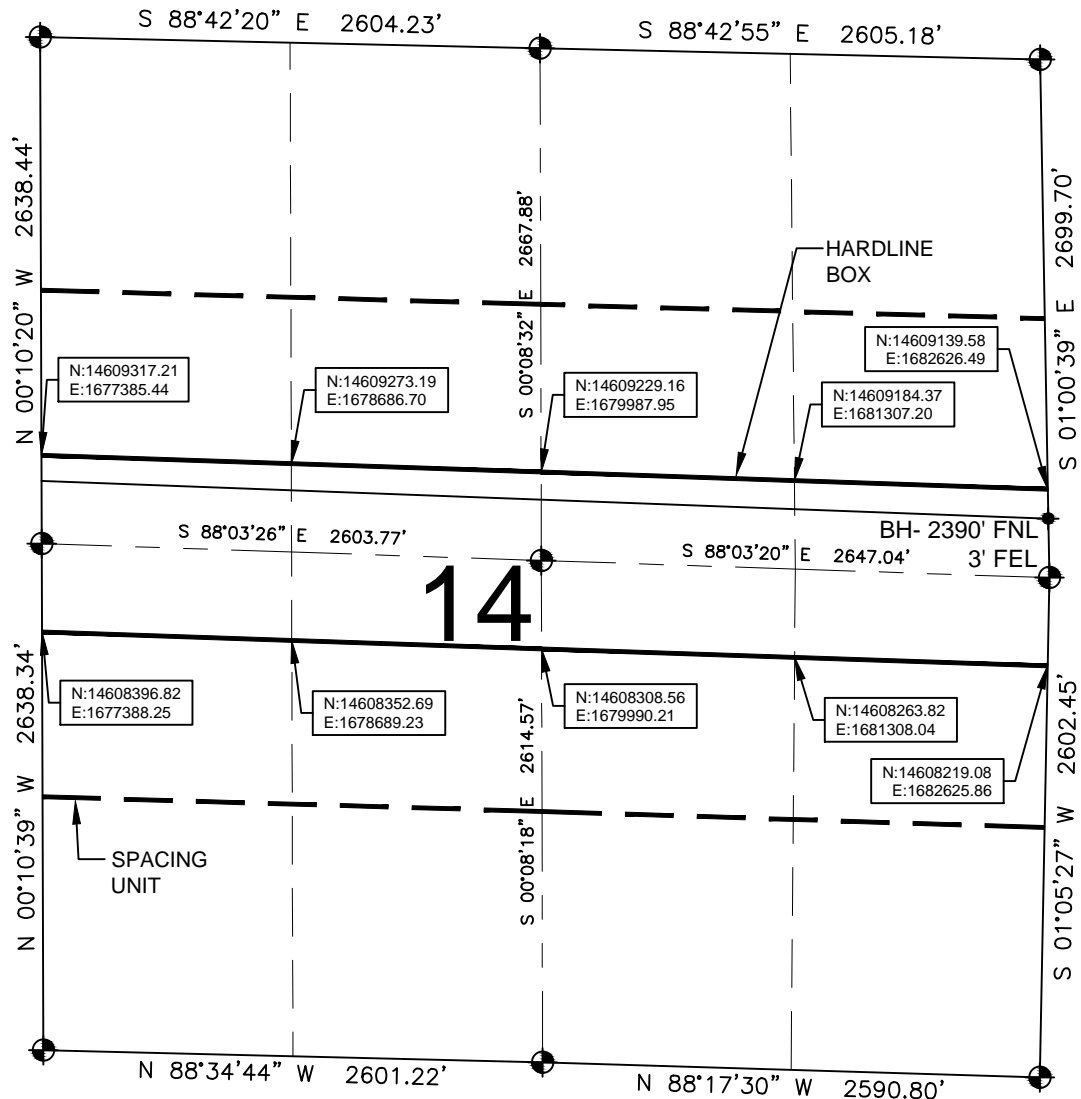 S 88°42'20" E 2604.23'
S 88°42'55" E 2605.18'
N 00°10'20" W 2638.44'
S 00°08'32" E 2667.88'
S 01°00'39" E 2699.70'
HARDLINE
BOX
N:14609317.21
E:1677385.44
N:14609273.19
E:1678686.70
N:14609229.16
E:1679987.95
N:14609184.37
E:1681307.20
N:14609139.58
E:1682626.49
BH- 2390' FNL
3' FEL
S 88°03'26" E 2603.77'
S 88°03'20" E 2647.04'
14
N:14608396.82
E:1677388.25
N:14608352.69
E:1678689.23
N:14608308.56
E:1679990.21
N:14608263.82
E:1681308.04
N:14608219.08
E:1682625.86
N 00°10'39" W 2638.34'
S 00°08'18" E 2614.57'
S 01°05'27" W 2602.45'
SPACING
UNIT
N 88°34'44" W 2601.22'
N 88°17'30" W 2590.80'